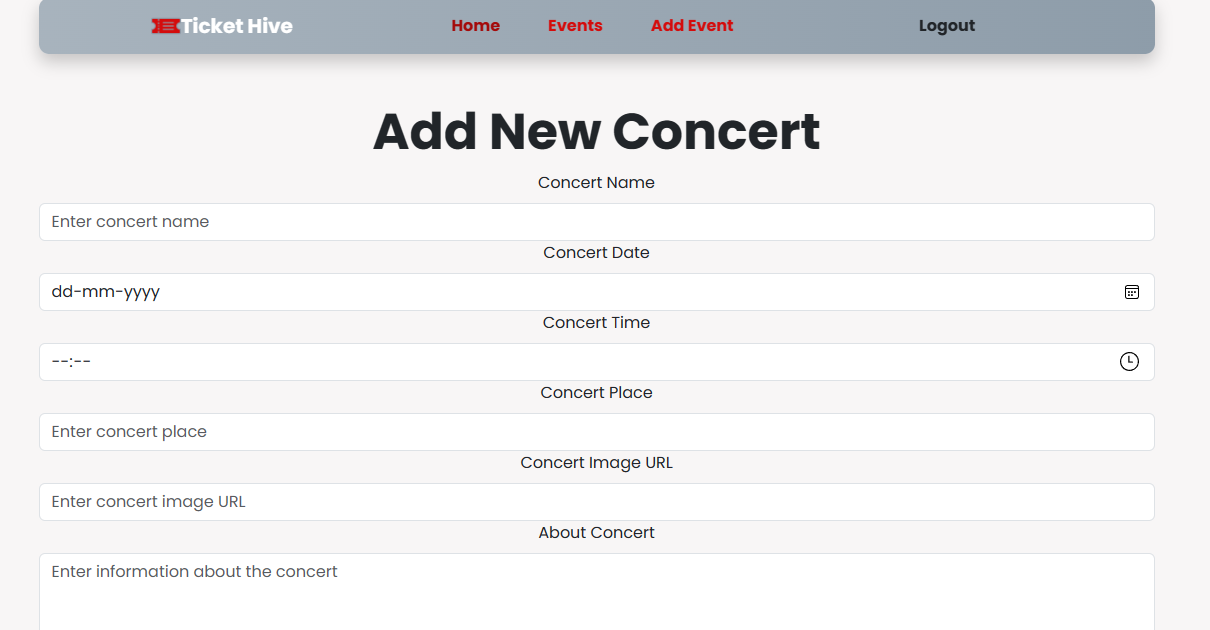 Ticket Hive Home Events Add Event Logout
Add New Concert
Concert Name
Enter concert name
Concert Date
dd-mm-yyyy
Concert Time
--:--
Concert Place
Enter concert place
Concert Image URL
Enter concert image URL
About Concert
Enter information about the concert